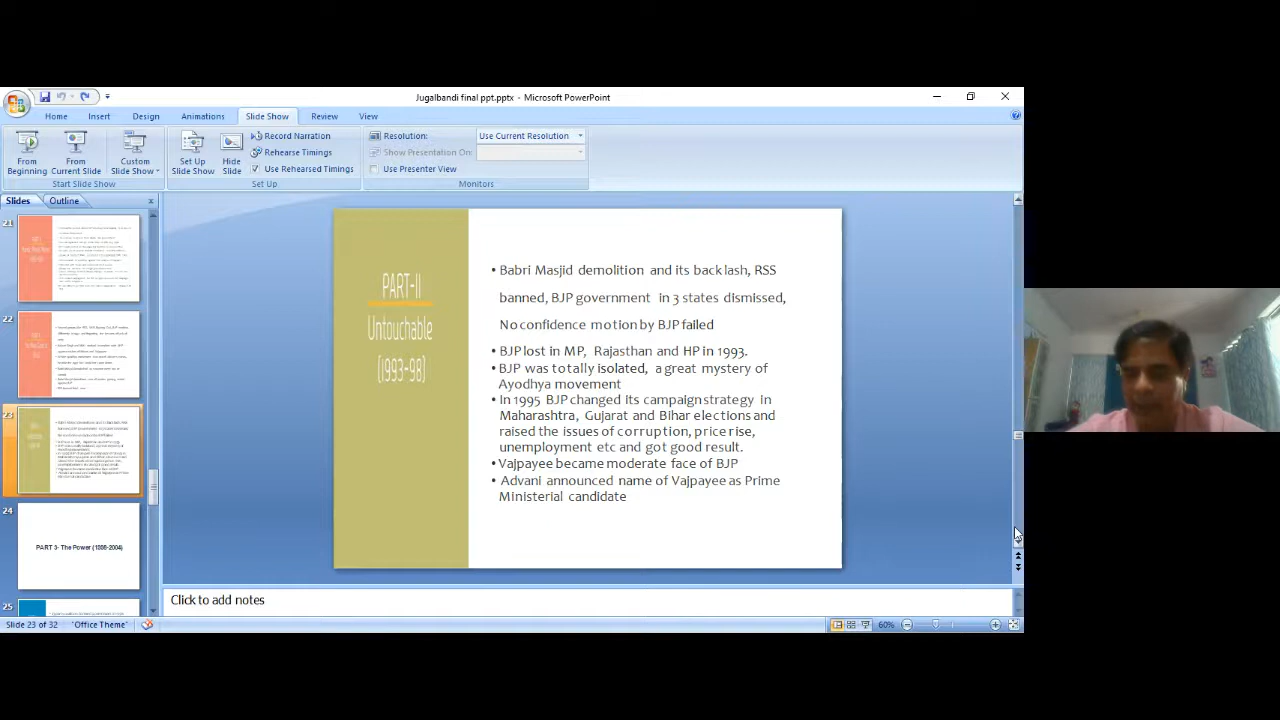 Jugalbandi final ppt.pptx - Microsoft PowerPoint
Home Insert Design Animations Slide Show Review View
From Beginning
From Current Slide
Custom Slide Show
Set Up Slide Show
Hide Slide
Record Narration
Rehearse Timings
Use Rehearsed Timings
Resolution: Use Current Resolution
Show Presentation On:
Use Presenter View
Start Slide Show Set Up Monitors
Slides Outline
21
22
23
24
PART 3- The Power (1998-2004)
25
PART-II
Untouchable
(1993-98)
• Babri Masjid demolition and its back lash, RSS
banned, BJP government in 3 states dismissed,
No confidence motion by BJP failed
• BJP lost in MP, Rajasthan and HP in 1993.
• BJP was totally isolated, a great mystery of
Ayodhya movement
• In 1995 BJP changed its campaign strategy in
Maharashtra, Gujarat and Bihar elections and
raised the issues of corruption, price rise,
unemployment etc and got good result.
• Vajpayee became moderate face of BJP
• Advani announced name of Vajpayee as Prime
Ministerial candidate
Click to add notes
Slide 23 of 32 "Office Theme" 60%